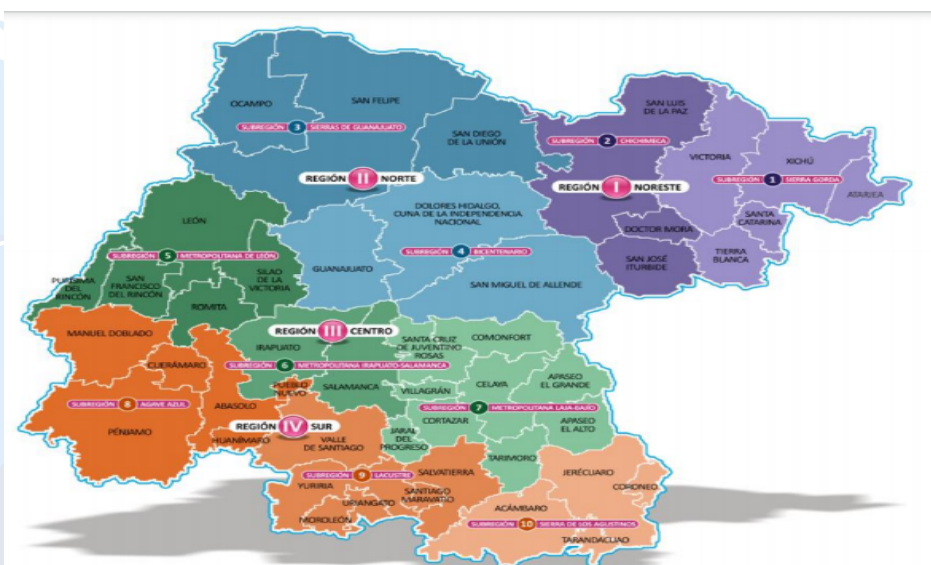 OCAMPO
SAN FELIPE
SUBREGIÓN 3 SIERRAS DE GUANAJUATO
SAN DIEGO
DE LA UNIÓN
REGIÓN II NORTE
SAN LUIS
DE LA PAZ
SUBREGIÓN 2 CHICHIMECA
VICTORIA
XICHÚ
SUBREGIÓN 1 SIERRA GORDA
REGIÓN I NORESTE
ATARJEA
SANTA
CATARINA
DOCTOR MORA
TIERRA
BLANCA
SAN JOSÉ
ITURBIDE
DOLORES HIDALGO,
CUNA DE LA INDEPENDENCIA
NACIONAL
SUBREGIÓN 4 BICENTENARIO
GUANAJUATO
SAN MIGUEL DE ALLENDE
LEÓN
SUBREGIÓN 5 METROPOLITANA DE LEÓN
PURÍSIMA
DEL
RINCÓN
SAN
FRANCISCO
DEL RINCÓN
SILAO
DE LA
VICTORIA
ROMITA
REGIÓN III CENTRO
IRAPUATO
SANTA CRUZ
DE JUVENTINO
ROSAS
COMONFORT
SUBREGIÓN 6 METROPOLITANA IRAPUATO-SALAMANCA
SALAMANCA
VILLAGRÁN
CELAYA
APASEO
EL GRANDE
SUBREGIÓN 7 METROPOLITANA LAJA-BAJÍO
CORTAZAR
APASEO
EL ALTO
JARAL
DEL
PROGRESO
TARIMORO
MANUEL DOBLADO
CUERÁMARO
PUEBLO
NUEVO
SUBREGIÓN 8 AGAVE AZUL
ABASOLO
PÉNJAMO
REGIÓN IV SUR
HUANÍMARO
VALLE
DE SANTIAGO
SUBREGIÓN 9 LACUSTRE
SALVATIERRA
YURIRIA
SANTIAGO
MARAVATÍO
URIANGATO
MOROLEÓN
JERÉCUARO
CORONEO
ACÁMBARO
SUBREGIÓN 10 SIERRA DE LOS AGUSTINOS
TARANDACUAO